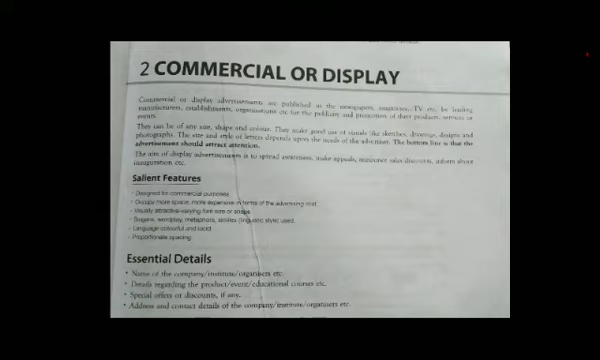 2 COMMERCIAL OR DISPLAY
Commercial or display advertisements are published in the newspapers, magazines, TV etc. by leading
manufacturers, establishments, organisations etc for the publicity and promotion of their products, services or
events.
They can be of any size, shape and colour. They make good use of visuals like sketches, drawings, designs and
photographs. The size and style of letters depends upon the needs of the advertiser. The bottom line is that the
advertisement should attract attention.
The aim of display advertisements is to spread awareness, make appeals, announce sales discounts, inform about
inauguration etc.
Salient Features
• Designed for commercial purposes
• Occupy more space, more expensive in terms of the advertising cost
• Visually attractive-varying font size or shape
• Slogans, wordplay, metaphors, similes (linguistic style) used.
• Language colourful and lucid
• Proportionate spacing
Essential Details
• Name of the company/institute/organisers etc.
• Details regarding the product/event/educational courses etc.
• Special offers or discounts, if any.
• Address and contact details of the company/institute/organisers etc.